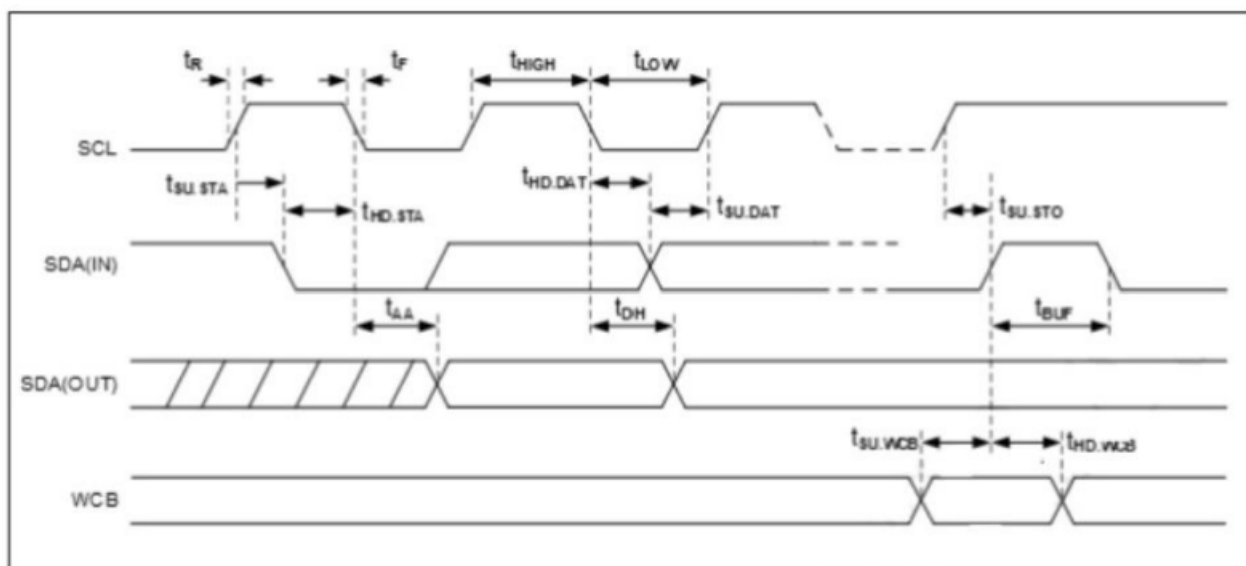 tR tF tHIGH tLOW
SCL
tSU.STA tHD.STA tHD.DAT tSU.DAT tSU.STO
SDA(IN)
tAA tDH tBUF
SDA(OUT)
tSU.WCB tHD.WCB
WCB